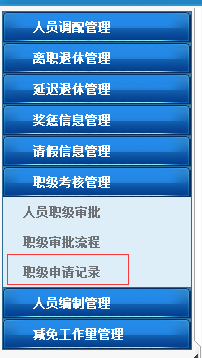 人员调配管理
离职退休管理
延迟退休管理
奖惩信息管理
请假信息管理
职级考核管理
人员职级审批
职级审批流程
职级申请记录
人员编制管理
减免工作量管理